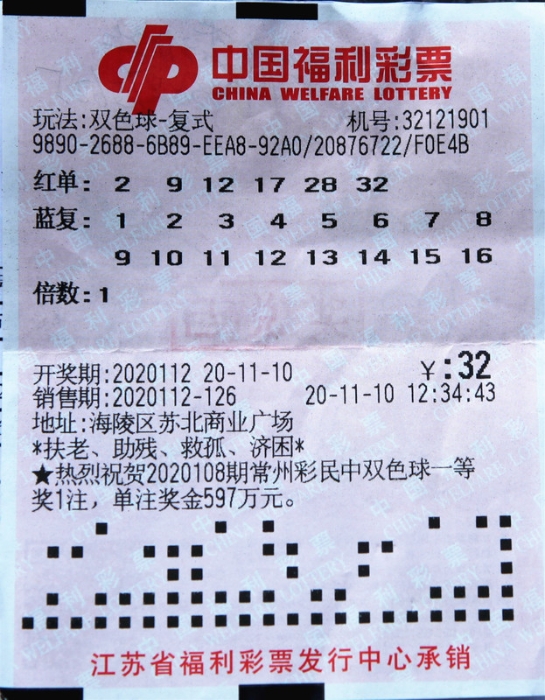 中国福利彩票
CHINA WELFARE LOTTERY
玩法:双色球-复式 机号:32121901
9890-2688-6B89-EEA8-92A0/20876722/F0E4B
红单: 2 9 12 17 28 32
蓝复: 1 2 3 4 5 6 7 8
9 10 11 12 13 14 15 16
倍数:1
开奖期:2020112 20-11-10 ¥:32
销售期:2020112-126 20-11-10 12:34:43
地址:海陵区苏北商业广场
*扶老、助残、救孤、济困*
★热烈祝贺2020108期常州彩民中双色球一等
奖1注，单注奖金597万元。
江苏省福利彩票发行中心承销